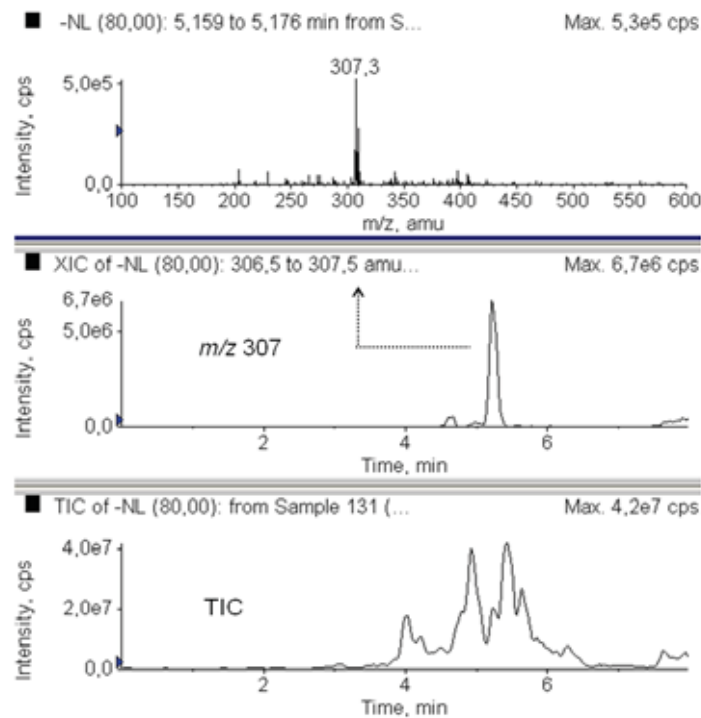 -NL (80,00): 5,159 to 5,176 min from S... Max. 5,3e5 cps
307,3
5,0e5
0,0
Intensity, cps
100 150 200 250 300 350 400 450 500 550 600
m/z, amu
XIC of -NL (80,00): 306,5 to 307,5 amu... Max. 6,7e6 cps
6,7e6
5,0e6
m/z 307
0,0
Intensity, cps
2 4 6
Time, min
TIC of -NL (80,00): from Sample 131 (... Max. 4,2e7 cps
4,0e7
2,0e7
TIC
0,0
Intensity, cps
2 4 6
Time, min